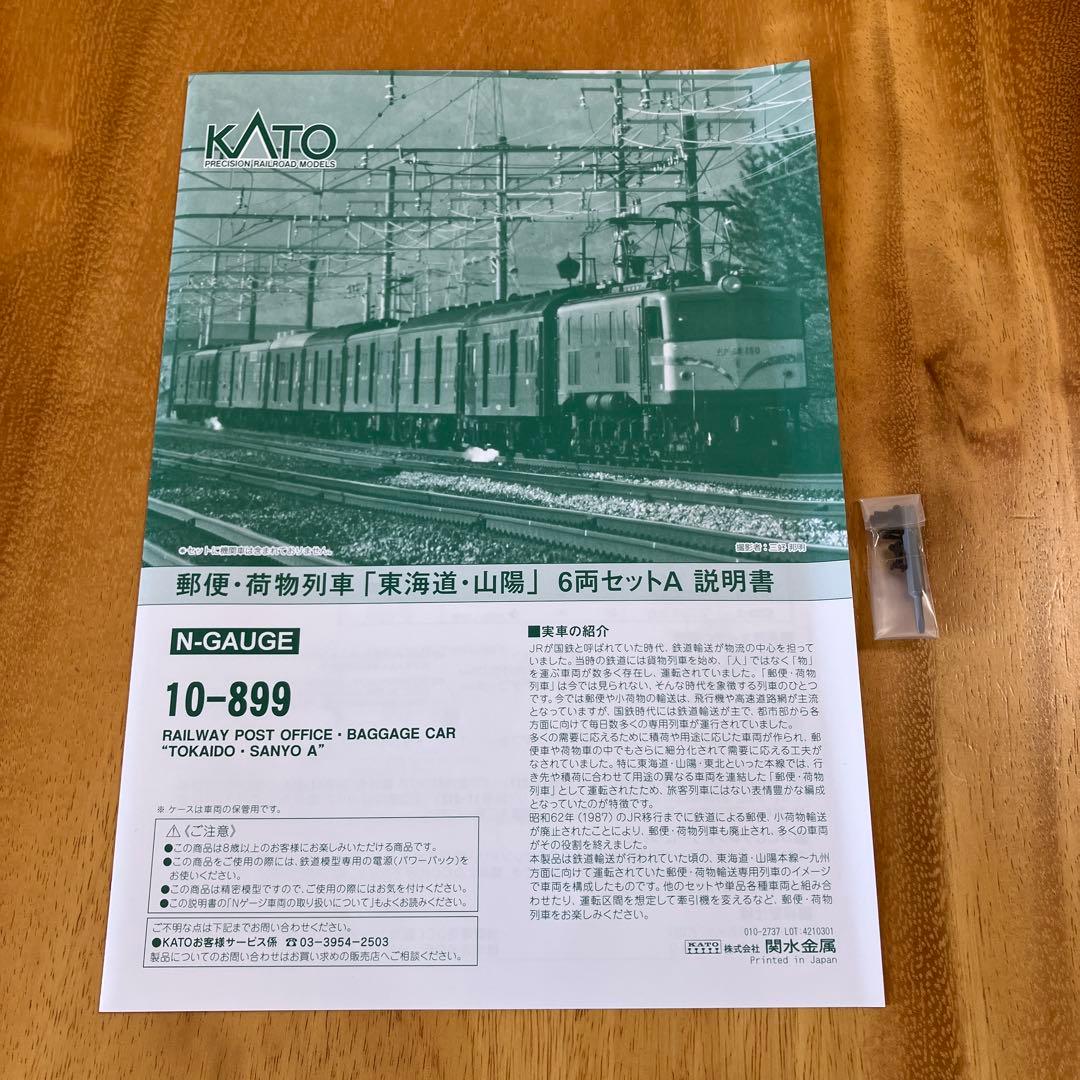 KATO
PRECISION RAILROAD MODELS
EF 58 160
※セットに機関車は含まれておりません。
撮影者：三好 邦明
郵便・荷物列車「東海道・山陽」 6両セットA 説明書
N-GAUGE
10-899
RAILWAY POST OFFICE・BAGGAGE CAR
“TOKAIDO・SANYO A”
※ ケースは車両の保管用です。
⚠《ご注意》
●この商品は8歳以上のお客様にお楽しみいただける商品です。
●この商品をご使用の際には、鉄道模型専用の電源（パワーパック）を
お使いください。
●この商品は精密模型ですので、ご使用の際にはお気を付けください。
●この説明書の「Nゲージ車両の取り扱いについて」もよくお読みください。
ご不明な点は下記までお問い合わせください。
●KATOお客様サービス係 ☎03-3954-2503
製品についてのお問い合わせはお買い求めの販売店へご相談ください。
■実車の紹介
JRが国鉄と呼ばれていた時代、鉄道輸送が物流の中心を担って
いました。当時の鉄道には貨物列車を始め、「人」ではなく「物」
を運ぶ車両が数多く存在し、運転されていました。「郵便・荷物
列車」は今では見られない、そんな時代を象徴する列車のひとつ
です。今では郵便や小荷物の輸送は、飛行機や高速道路網が主流
となっていますが、国鉄時代には鉄道輸送が主で、都市部から各
方面に向けて毎日数多くの専用列車が運行されていました。
多くの需要に応えるために積荷や用途に応じた車両が作られ、郵
便車や荷物車の中でもさらに細分化されて需要に応える工夫が
なされていました。特に東海道・山陽・東北といった本線では、行
き先や積荷に合わせて用途の異なる車両を連結した「郵便・荷物
列車」として運転されたため、旅客列車にはない表情豊かな編成
となっていたのが特徴です。
昭和62年（1987）のJR移行までに鉄道による郵便、小荷物輸送
が廃止されたことにより、郵便・荷物列車も廃止され、多くの車両
がその役割を終えました。
本製品は鉄道輸送が行われていた頃の、東海道・山陽本線～九州
方面に向けて運転されていた郵便・荷物輸送専用列車のイメージ
で車両を構成したものです。他のセットや単品各種車両と組み合
わせたり、運転区間を想定して牽引機を変えるなど、郵便・荷物
列車をお楽しみください。
010-2737 LOT:4210301
KATO 株式会社 関水金属
Printed in Japan